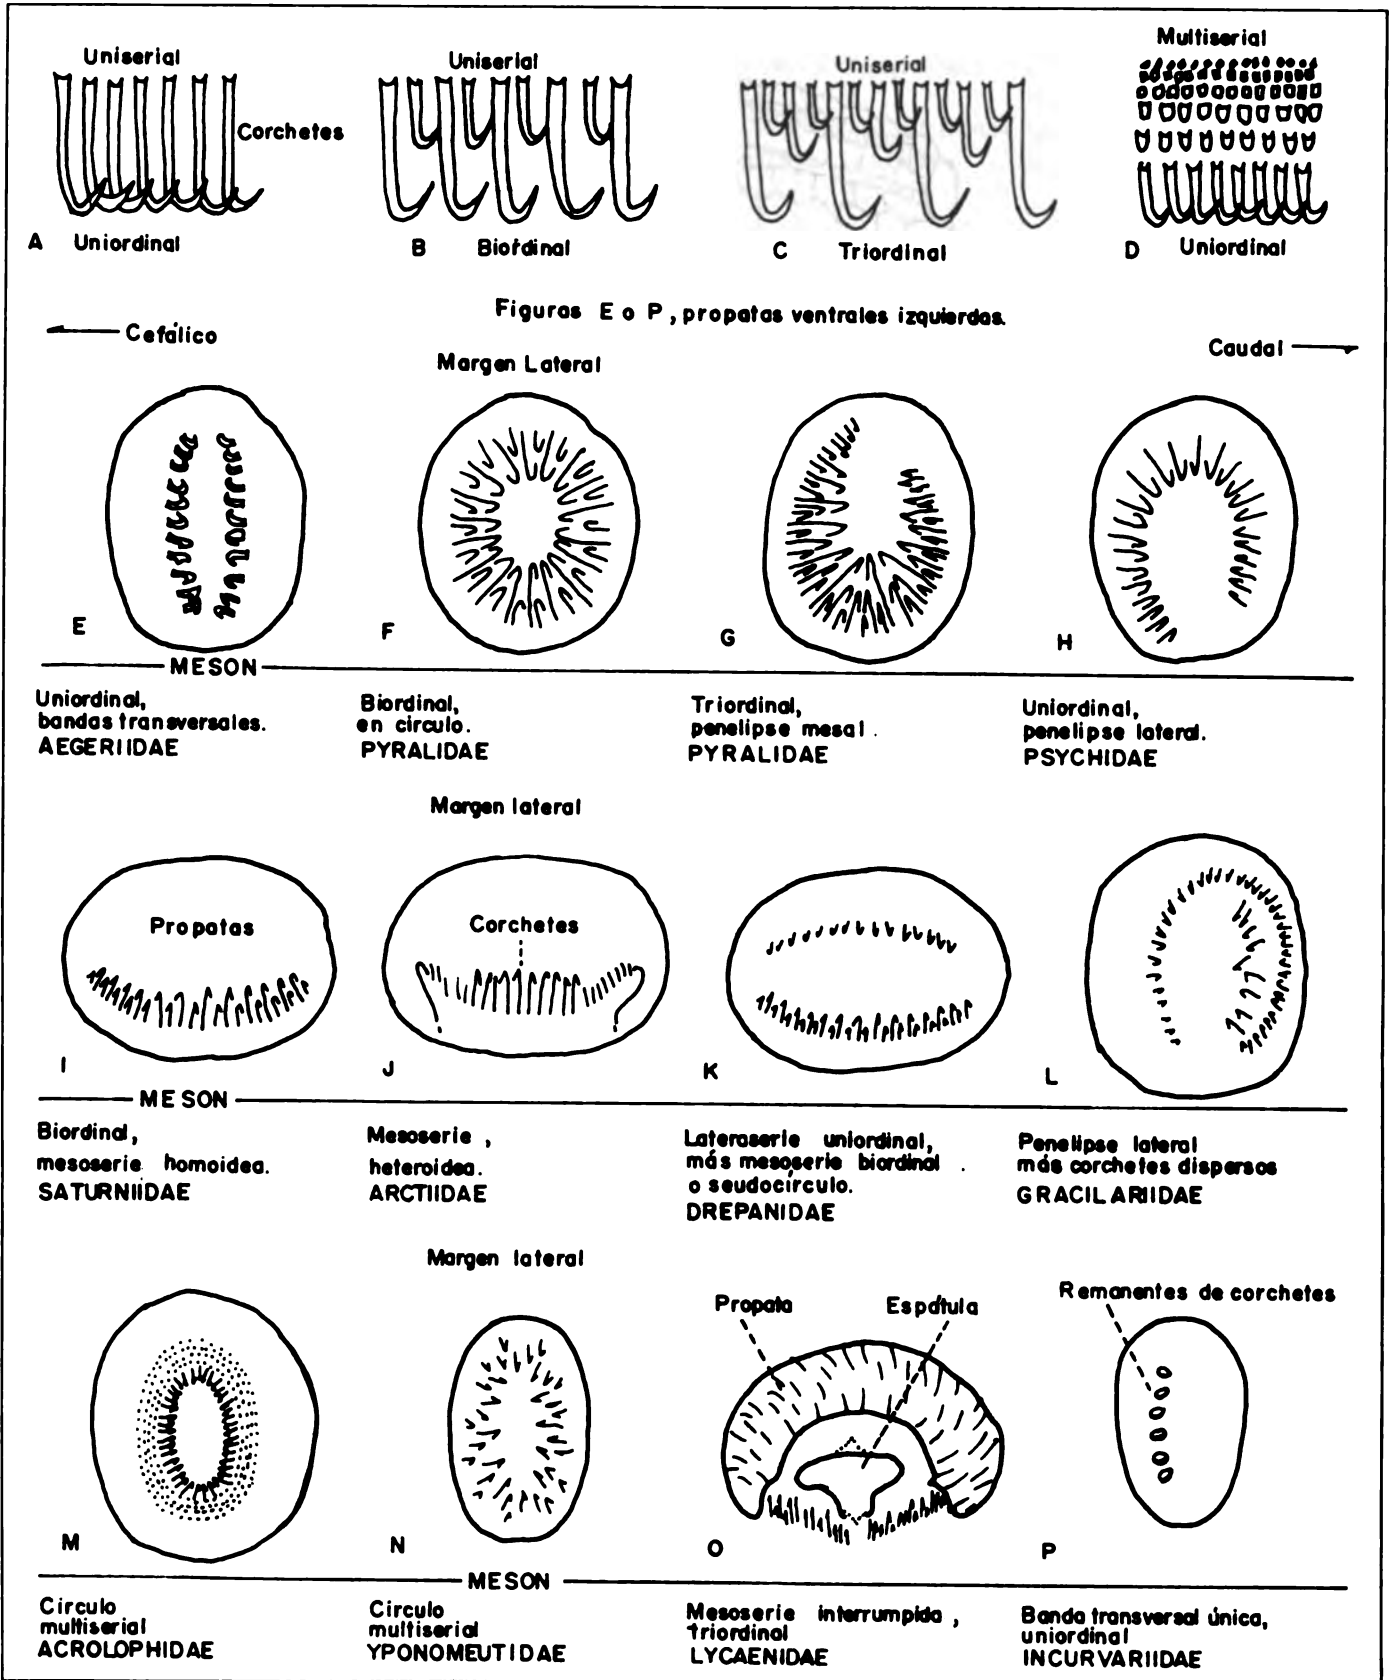 Uniserial
Uniserial
Uniserial
Multiserial
Corchetes
A Uniordinal
B Biordinal
C Triordinal
D Uniordinal
Figuras E o P, propatas ventrales izquierdas.
Cefálico
Caudal
Margen Lateral
E
F
G
H
MESON
Uniordinal,
bandas transversales.
AEGERIIDAE
Biordinal,
en circulo.
PYRALIDAE
Triordinal,
penelipse mesal.
PYRALIDAE
Uniordinal,
penelipse lateral.
PSYCHIDAE
Margen lateral
Propatas
Corchetes
I
J
K
L
MESON
Biordinal,
mesoserie homoidea.
SATURNIIDAE
Mesoserie,
heteroidea.
ARCTIIDAE
Lateroserie uniordinal,
más mesoserie biordinal.
o seudocírculo.
DREPANIDAE
Penelipse lateral
más corchetes dispersos
GRACILARIIDAE
Margen lateral
Propata
Espátula
Remanentes de corchetes
M
N
O
P
MESON
Circulo
multiserial
ACROLOPHIDAE
Circulo
multiserial
YPONOMEUTIDAE
Mesoserie interrumpida,
triordinal
LYCAENIDAE
Banda transversal única,
uniordinal
INCURVARIIDAE